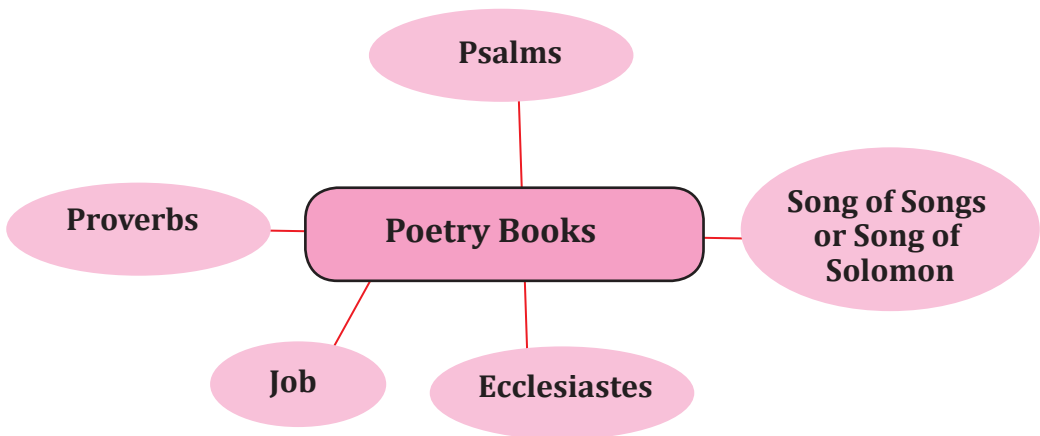 Psalms
Proverbs
Poetry Books
Song of Songs
or Song of
Solomon
Job
Ecclesiastes